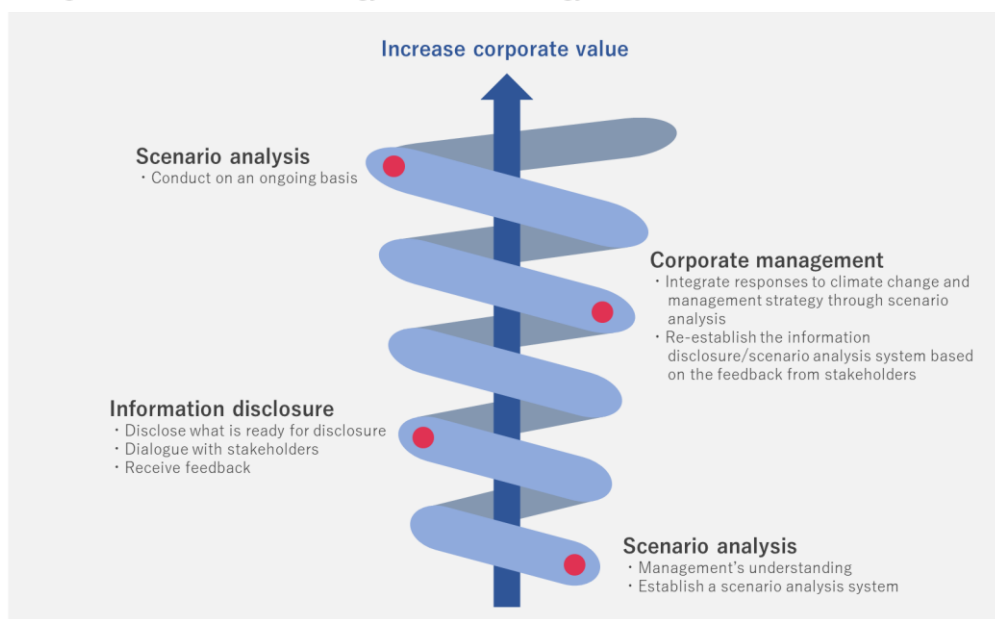 Increase corporate value
Scenario analysis
・Conduct on an ongoing basis
Corporate management
・Integrate responses to climate change and
management strategy through scenario
analysis
・Re-establish the information
disclosure/scenario analysis system based
on the feedback from stakeholders
Information disclosure
・Disclose what is ready for disclosure
・Dialogue with stakeholders
・Receive feedback
Scenario analysis
・Management's understanding
・Establish a scenario analysis system